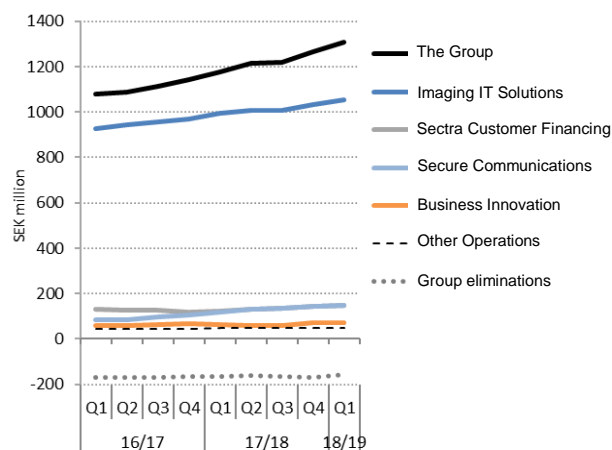 1400
1200
1000
800
600
400
200
0
-200
SEK million
Q1 Q2 Q3 Q4 Q1 Q2 Q3 Q4 Q1
16/17 17/18 18/19
The Group
Imaging IT Solutions
Sectra Customer Financing
Secure Communications
Business Innovation
Other Operations
Group eliminations